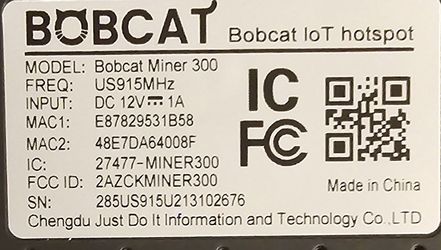 BOBCAT Bobcat IoT hotspot
MODEL: Bobcat Miner 300
FREQ: US915MHz
INPUT: DC 12V⎓1A
MAC1: E87829531B58
MAC2: 48E7DA64008F
IC: 27477-MINER300
FCC ID: 2AZCKMINER300
SN: 285US915U213102676
IC
FC
Made in China
Chengdu Just Do It Information and Technology Co.,LTD